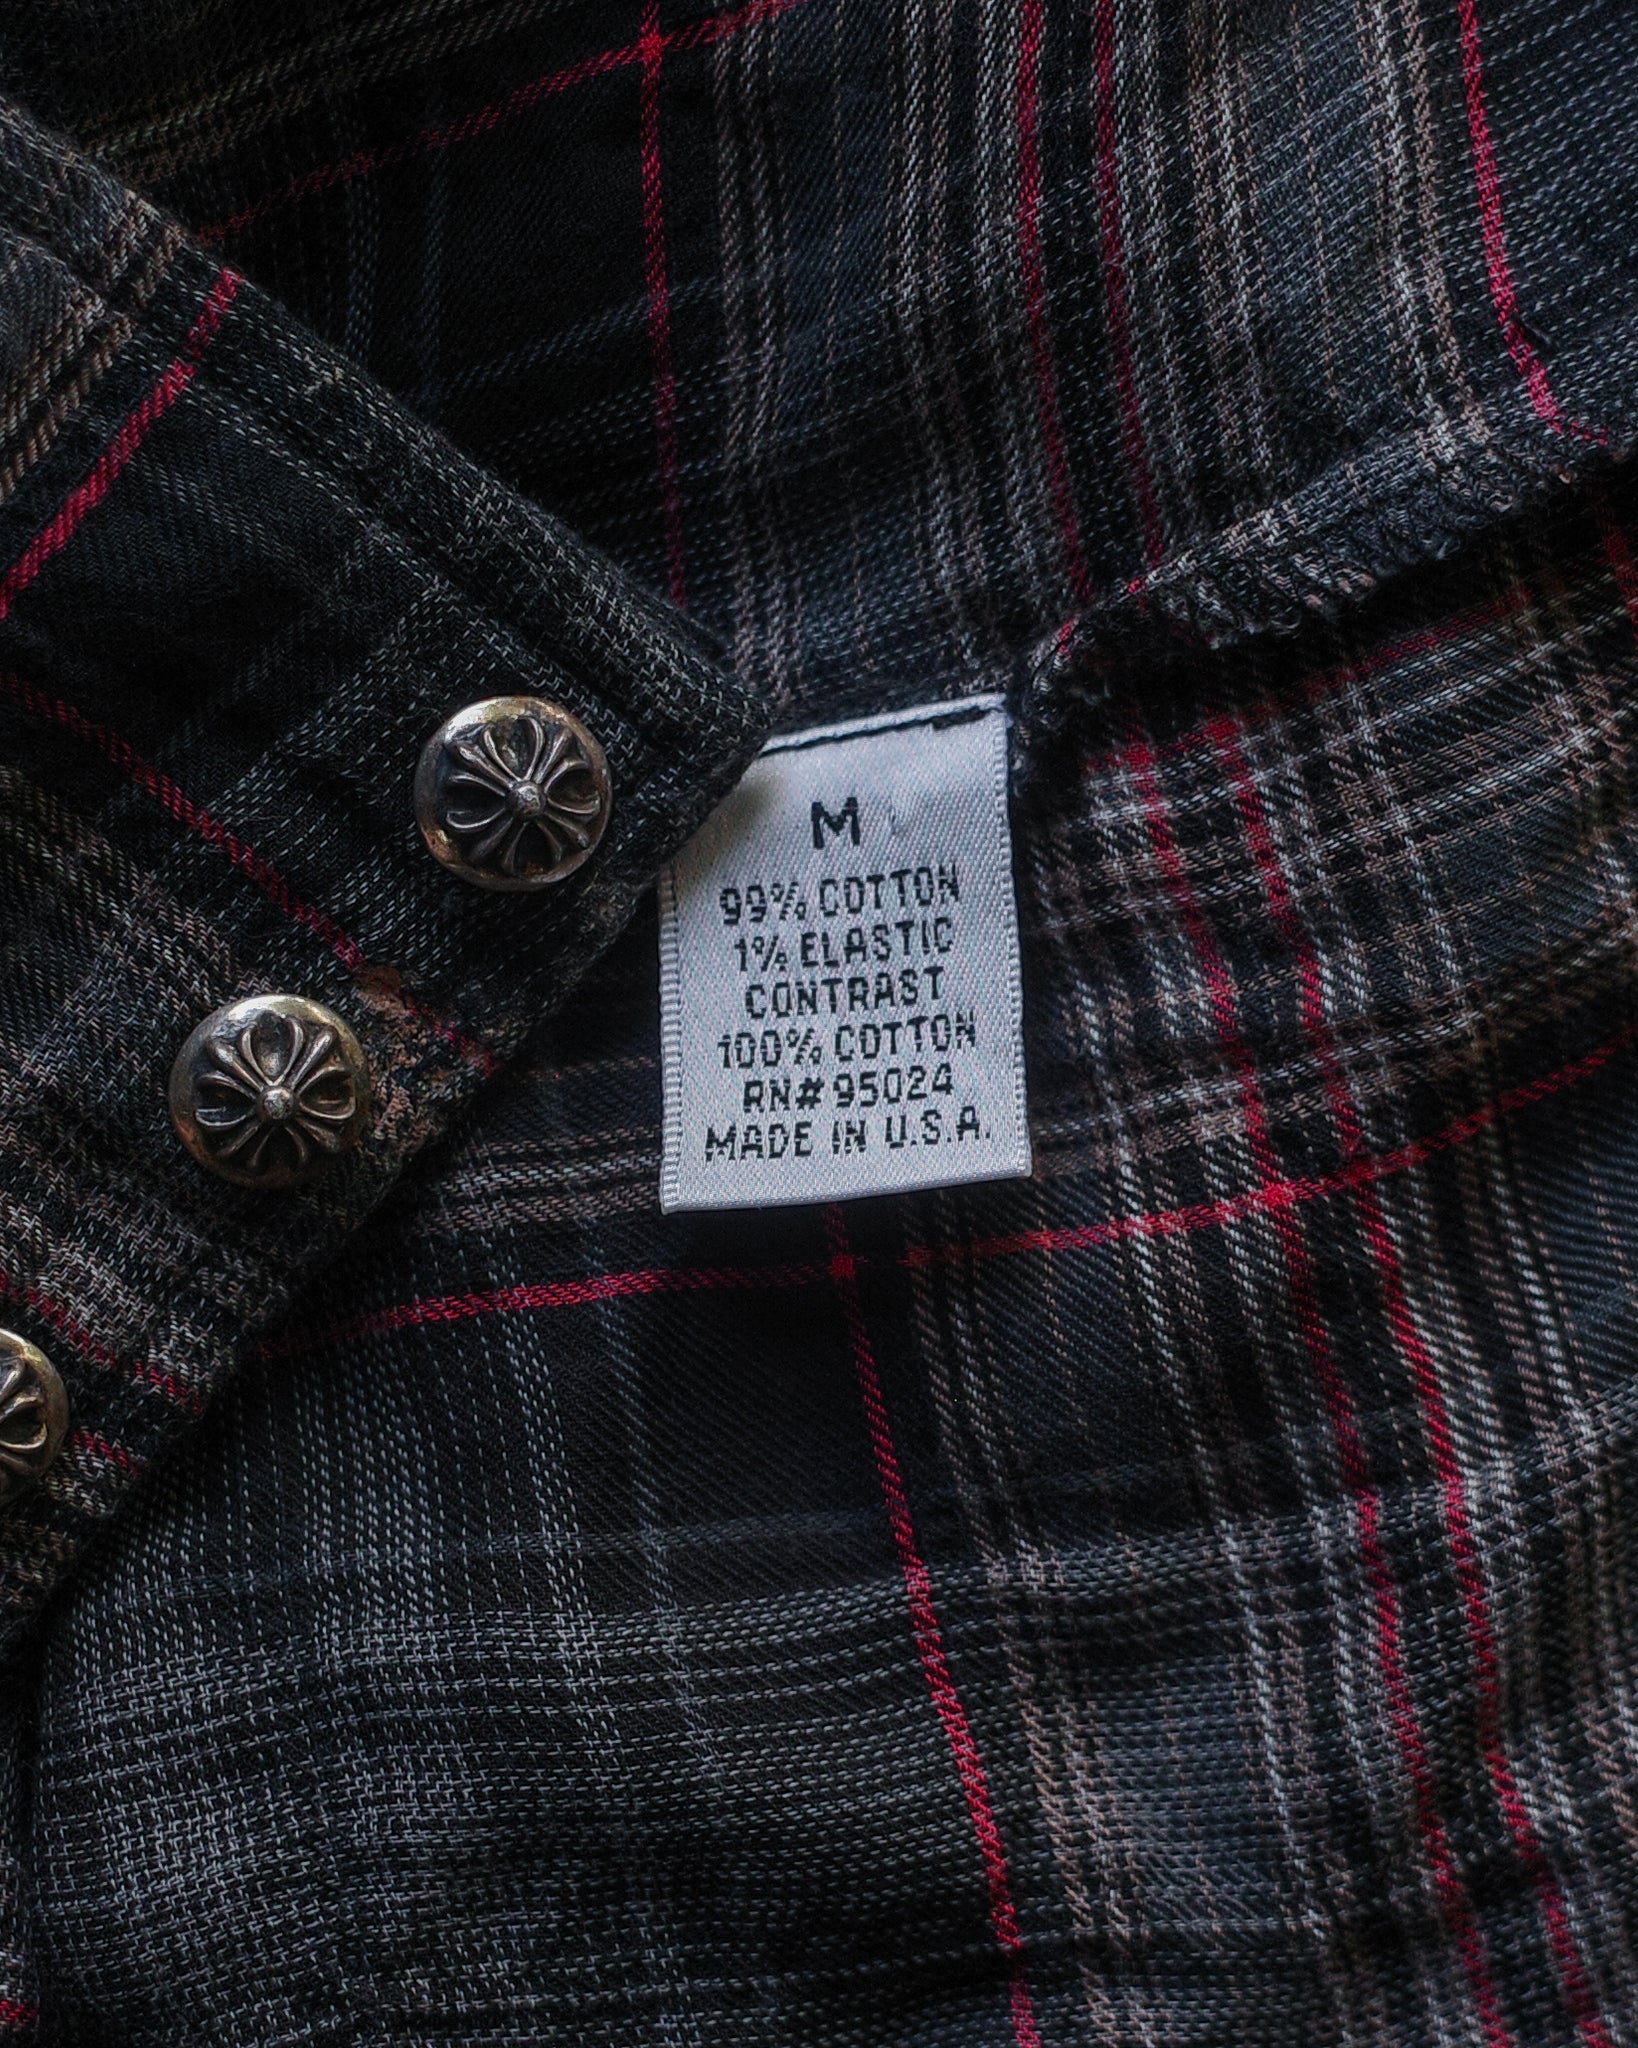 M
99% COTTON
1% ELASTIC
CONTRAST
100% COTTON
RN# 95024
MADE IN U.S.A.